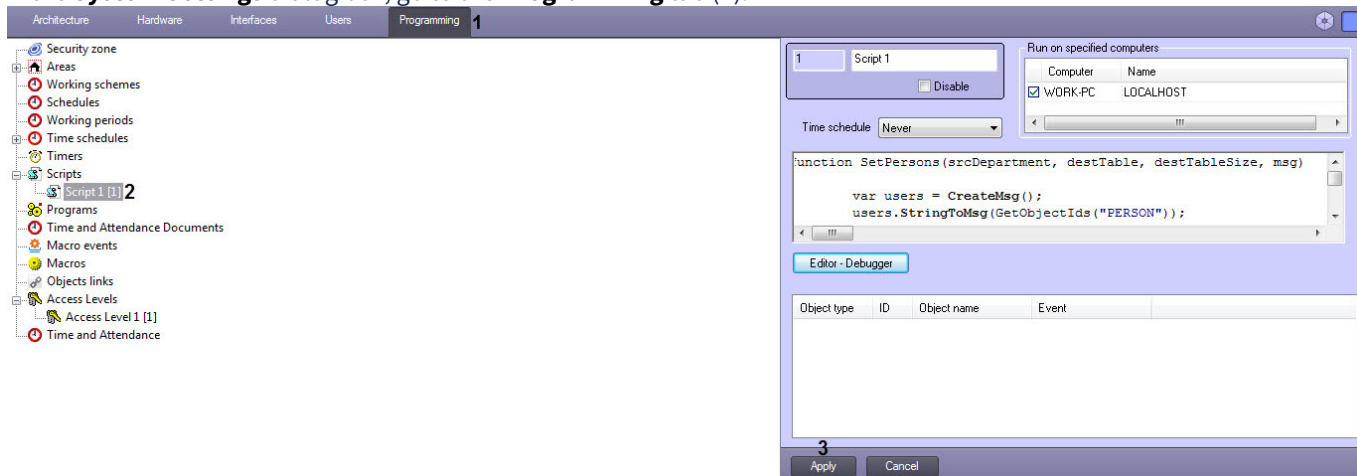 Architecture Hardware Interfaces Users Programming 1
Security zone
Areas
Working schemes
Schedules
Working periods
Time schedules
Timers
Scripts
Script 1 [1] 2
Programs
Time and Attendance Documents
Macro events
Macros
Objects links
Access Levels
Access Level 1 [1]
Time and Attendance
1 Script 1
Disable
Run on specified computers
Computer Name
WORK-PC LOCALHOST
Time schedule Never
function SetPersons(srcDepartment, destTable, destTableSize, msg)
var users = CreateMsg();
users.StringToMsg(GetObjectIds("PERSON"));
Editor - Debugger
Object type ID Object name Event
3
Apply Cancel